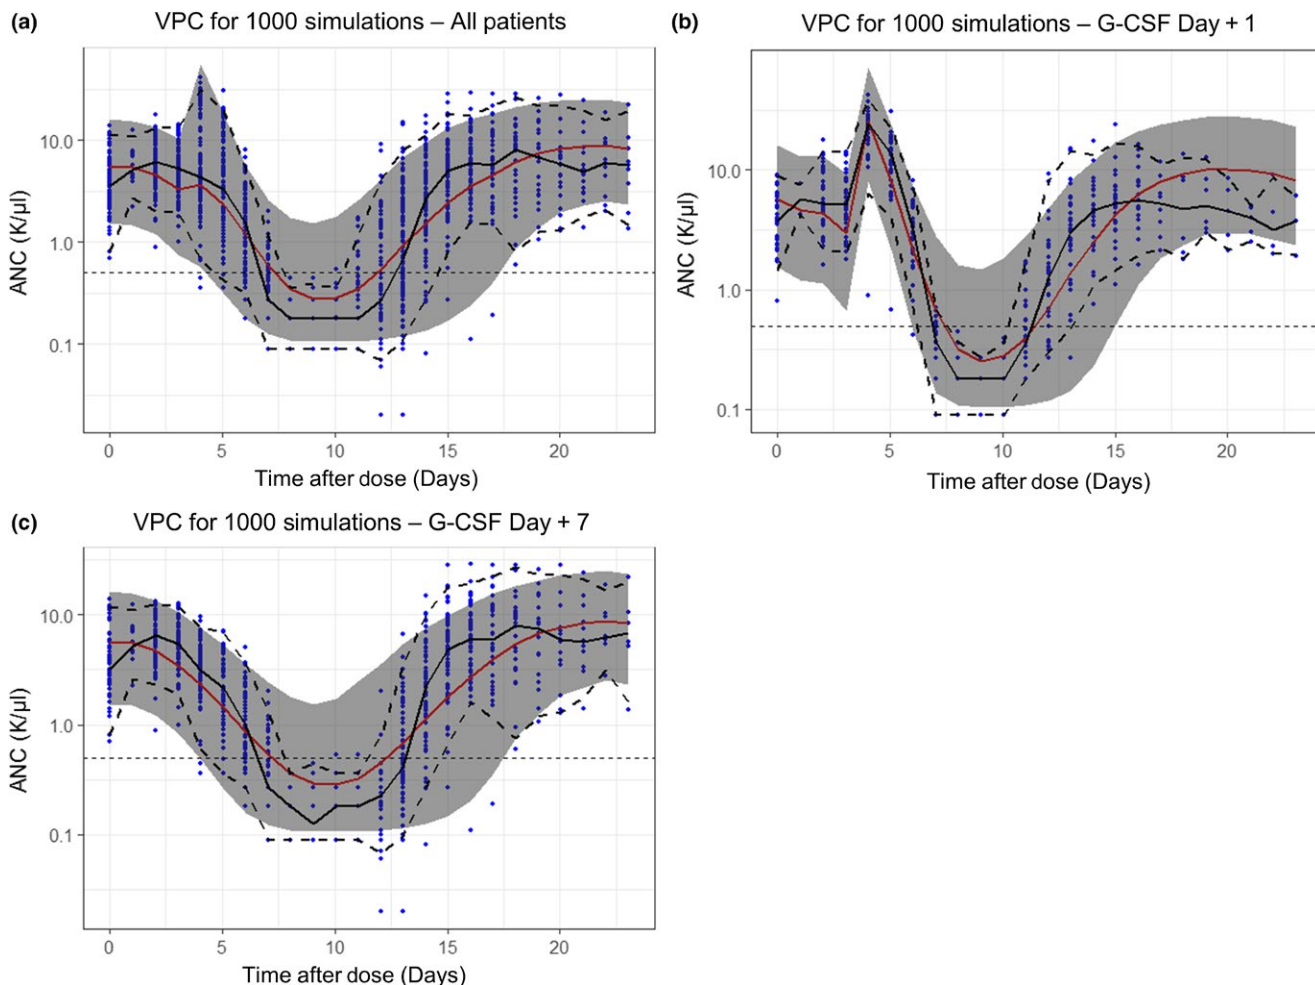 (a) VPC for 1000 simulations – All patients
ANC (K/µl)
10.0
1.0
0.1
0 5 10 15 20
Time after dose (Days)
(b) VPC for 1000 simulations – G-CSF Day + 1
ANC (K/µl)
10.0
1.0
0.1
0 5 10 15 20
Time after dose (Days)
(c) VPC for 1000 simulations – G-CSF Day + 7
ANC (K/µl)
10.0
1.0
0.1
0 5 10 15 20
Time after dose (Days)